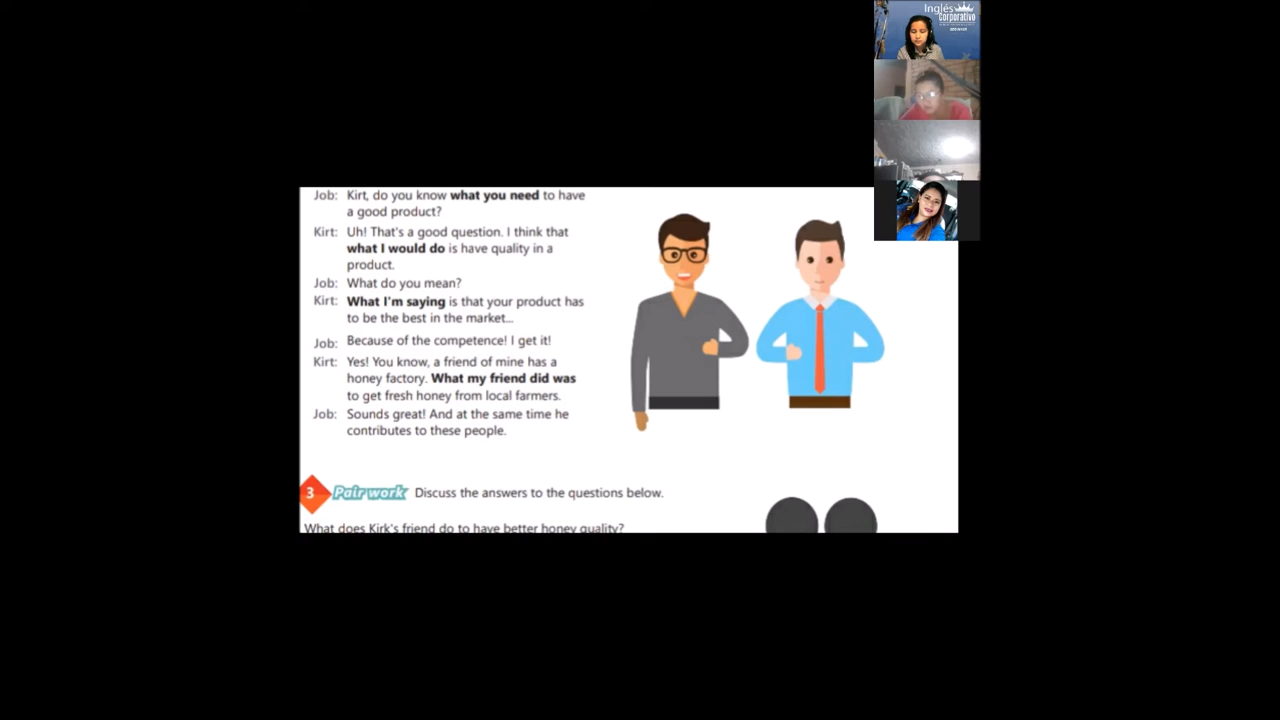 Inglés
Corporativo
Job: Kirt, do you know what you need to have
a good product?
Kirt: Uh! That's a good question. I think that
what I would do is have quality in a
product.
Job: What do you mean?
Kirt: What I'm saying is that your product has
to be the best in the market...
Job: Because of the competence! I get it!
Kirt: Yes! You know, a friend of mine has a
honey factory. What my friend did was
to get fresh honey from local farmers.
Job: Sounds great! And at the same time he
contributes to these people.
3 Pair work Discuss the answers to the questions below.
What does Kirk's friend do to have better honey quality?